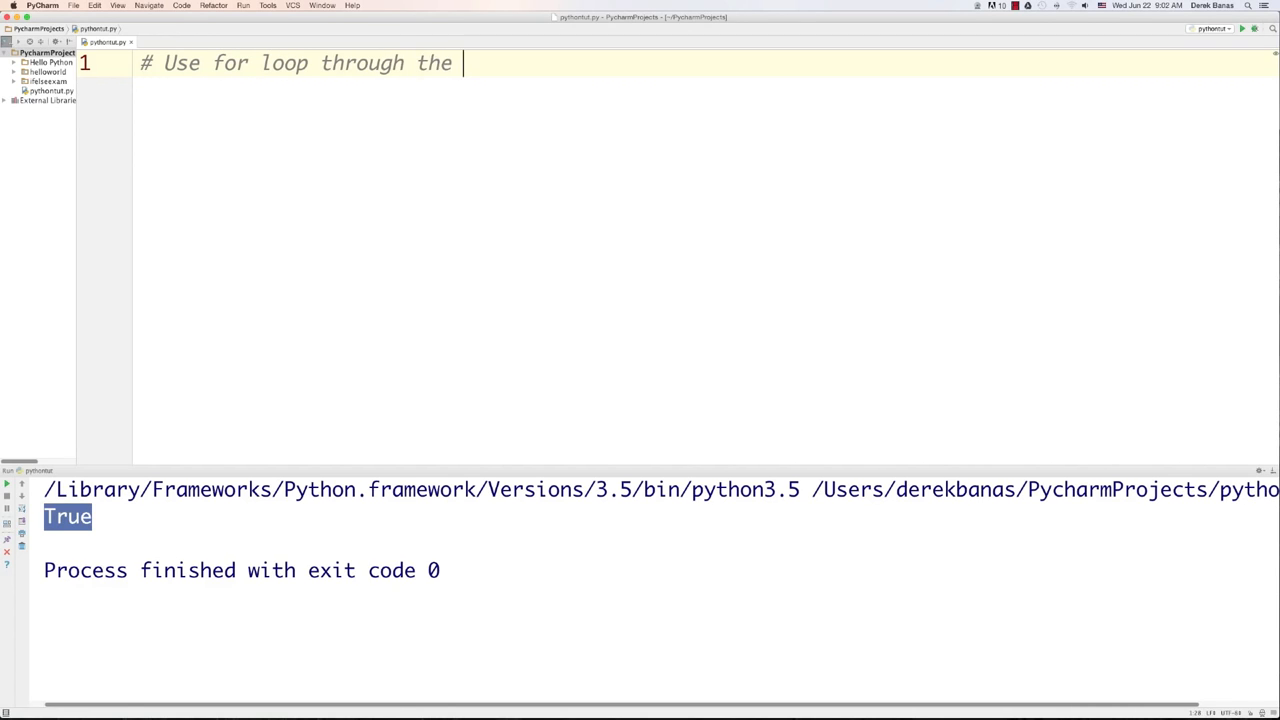 PyCharm File Edit View Navigate Code Refactor Run Tools VCS Window Help 10 Wed Jun 22 9:02 AM Derek Banas
pythontut.py - PycharmProjects - [~/PycharmProjects]
PycharmProjects pythontut.py pythontut
pythontut.py
PycharmProject
Hello Python
helloworld
ifelseexam
pythontut.py
External Librarie
1 # Use for loop through the
Run pythontut
/Library/Frameworks/Python.framework/Versions/3.5/bin/python3.5 /Users/derekbanas/PycharmProjects/pytho
True
Process finished with exit code 0
1:28 LF÷ UTF-8÷